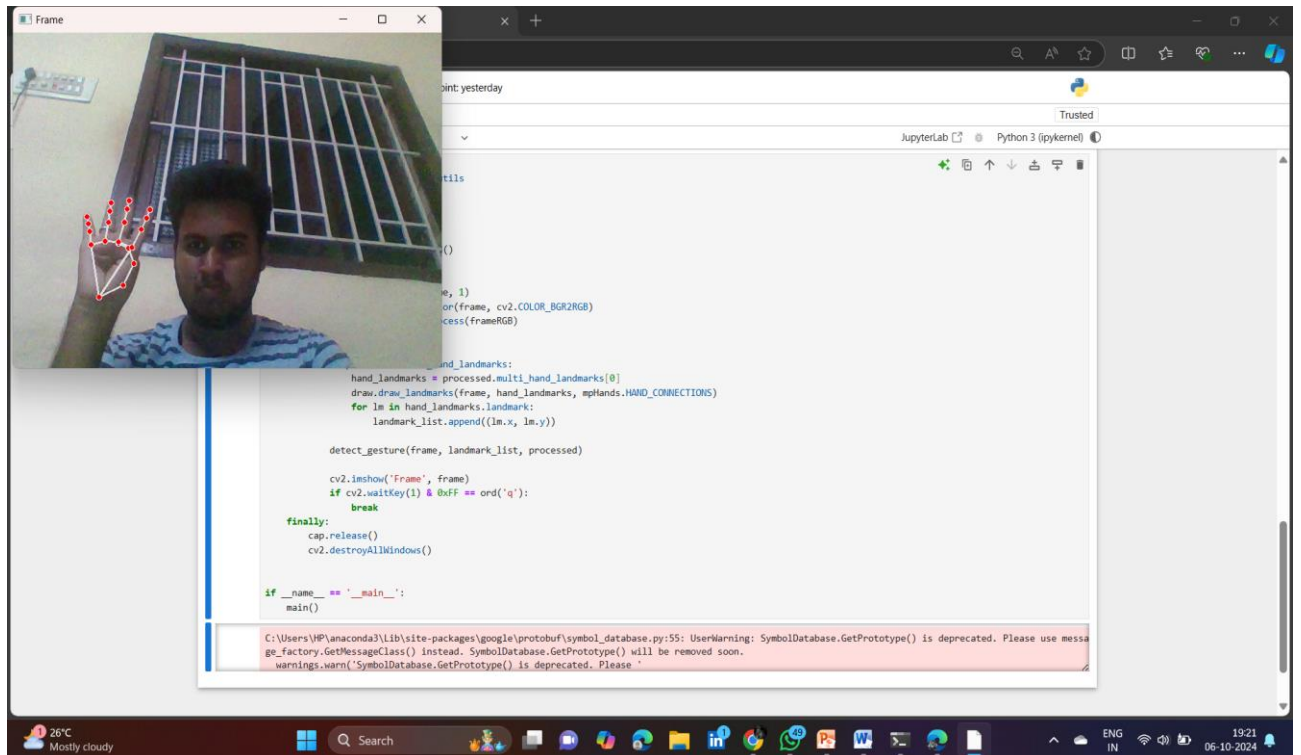 Frame
oint: yesterday
Trusted
JupyterLab
Python 3 (ipykernel)
tils
()
e, 1)
or(frame, cv2.COLOR_BGR2RGB)
cess(frameRGB)
and_landmarks:
hand_landmarks = processed.multi_hand_landmarks[0]
draw.draw_landmarks(frame, hand_landmarks, mpHands.HAND_CONNECTIONS)
for lm in hand_landmarks.landmark:
landmark_list.append((lm.x, lm.y))
detect_gesture(frame, landmark_list, processed)
cv2.imshow('Frame', frame)
if cv2.waitKey(1) & 0xFF == ord('q'):
break
finally:
cap.release()
cv2.destroyAllWindows()
if __name__ == '__main__':
main()
C:\Users\HP\anaconda3\Lib\site-packages\google\protobuf\symbol_database.py:55: UserWarning: SymbolDatabase.GetPrototype() is deprecated. Please use messa
ge_factory.GetMessageClass() instead. SymbolDatabase.GetPrototype() will be removed soon.
warnings.warn('SymbolDatabase.GetPrototype() is deprecated. Please '
26°C
Mostly cloudy
Search
49
ENG
IN
19:21
06-10-2024